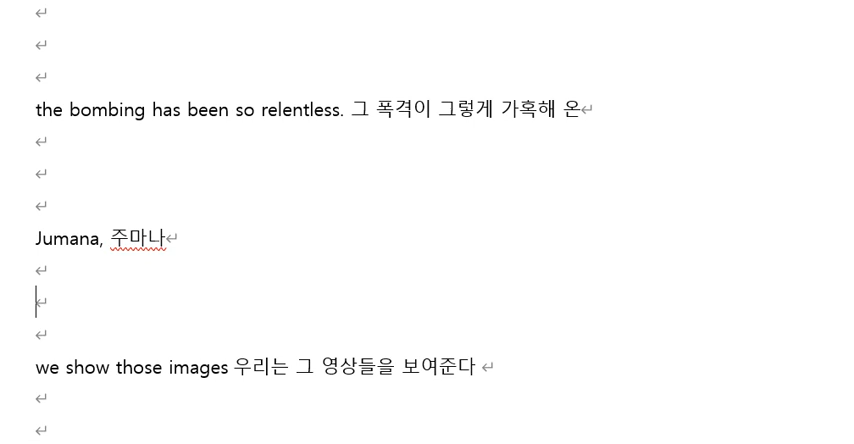 the bombing has been so relentless. 그 폭격이 그렇게 가혹해 온
Jumana, 주마나
we show those images 우리는 그 영상들을 보여준다